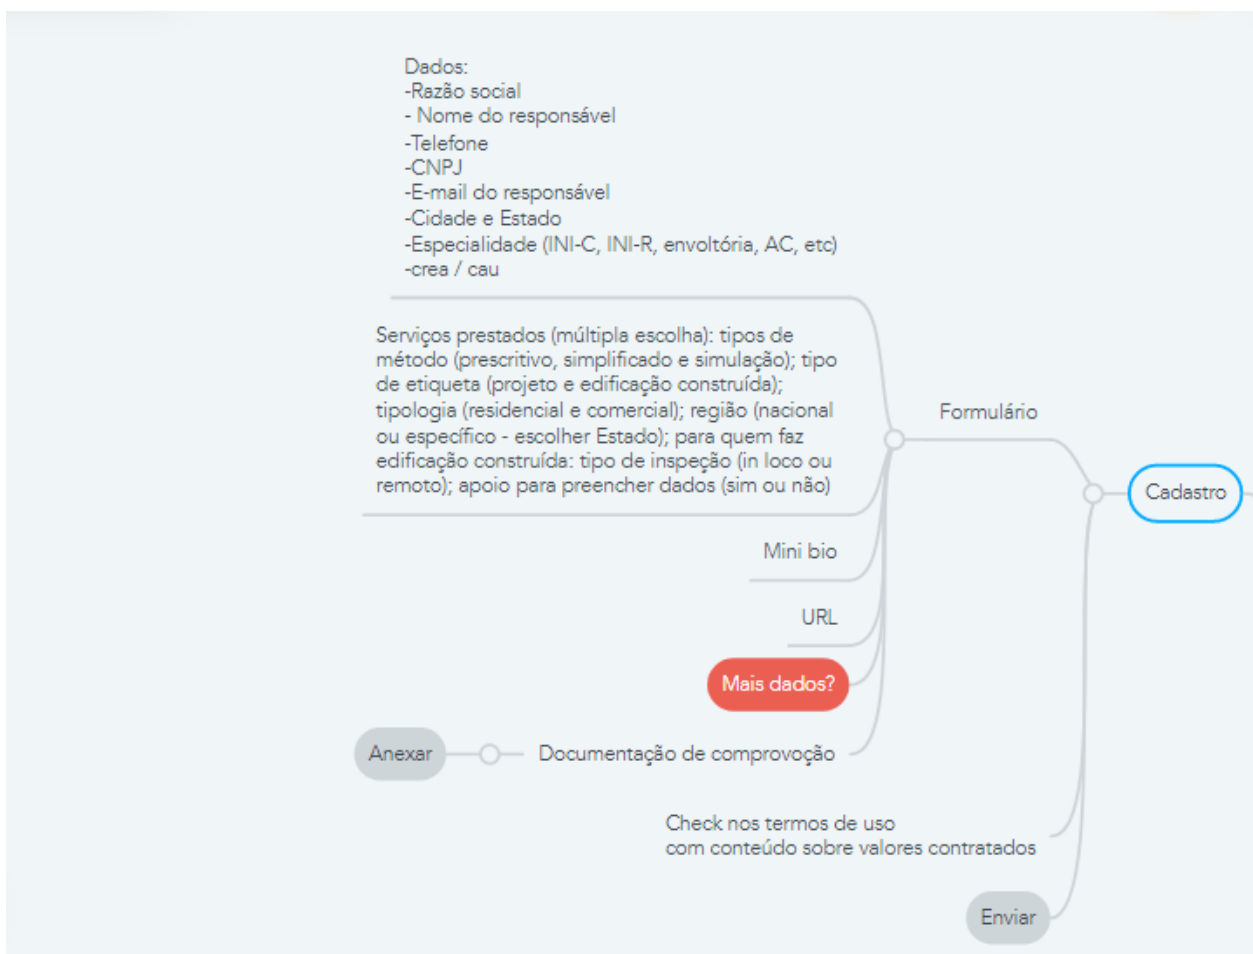 Dados:
-Razão social
- Nome do responsável
-Telefone
-CNPJ
-E-mail do responsável
-Cidade e Estado
-Especialidade (INI-C, INI-R, envoltória, AC, etc)
-crea / cau
Serviços prestados (múltipla escolha): tipos de
método (prescritivo, simplificado e simulação); tipo
de etiqueta (projeto e edificação construída);
tipologia (residencial e comercial); região (nacional
ou específico - escolher Estado); para quem faz
edificação construída: tipo de inspeção (in loco ou
remoto); apoio para preencher dados (sim ou não)
Formulário
Cadastro
Mini bio
URL
Mais dados?
Anexar
Documentação de comprovoção
Check nos termos de uso
com conteúdo sobre valores contratados
Enviar